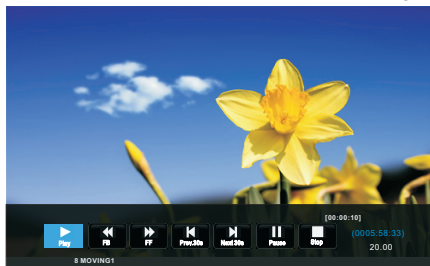 [00:00:10]
Play FB FF Prev.30s Next 30s Pause Stop
(0005:58:33)
20.00
8 MOVING1